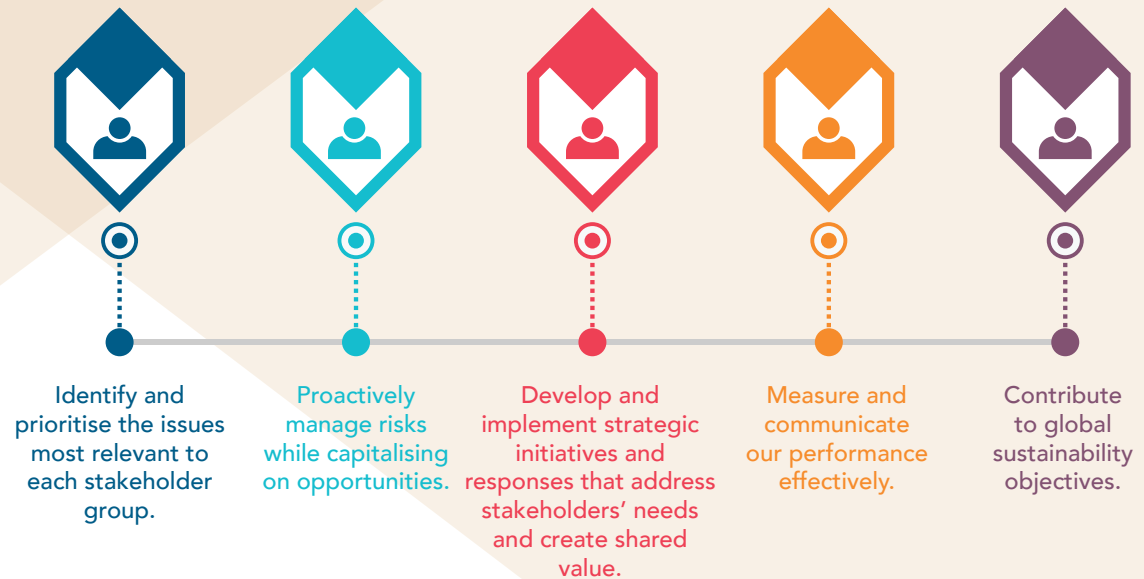 Identify and
prioritise the issues
most relevant to
each stakeholder
group.
Proactively
manage risks
while capitalising
on opportunities.
Develop and
implement strategic
initiatives and
responses that address
stakeholders’ needs
and create shared
value.
Measure and
communicate
our performance
effectively.
Contribute
to global
sustainability
objectives.